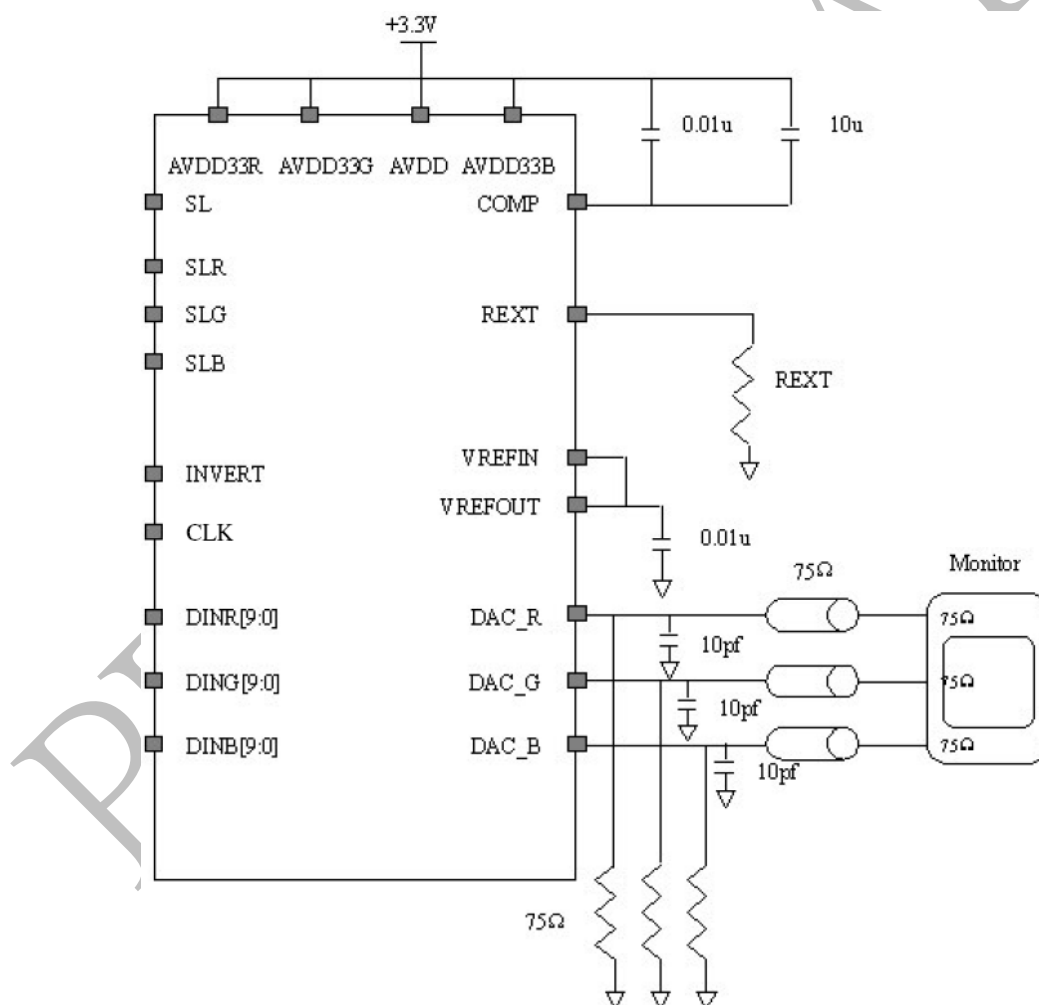 +3.3V
0.01u
10u
AVDD33R AVDD33G AVDD AVDD33B
SL
COMP
SLR
SLG
REXT
SLB
REXT
INVERT
VREFIN
VREFOUT
CLK
0.01u
75Ω
Monitor
DINR[9:0]
DAC_R
75Ω
10pf
DING[9:0]
DAC_G
75Ω
10pf
DINB[9:0]
DAC_B
75Ω
10pf
75Ω